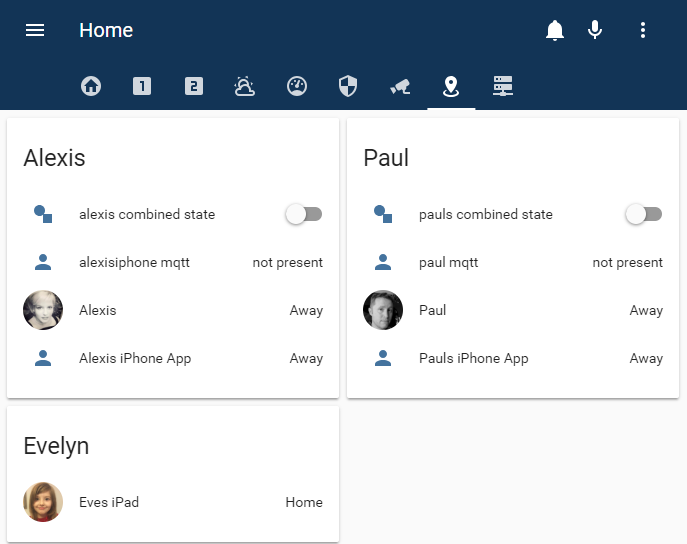 Home
1
2
Alexis
alexis combined state
alexisiphone mqtt not present
Alexis Away
Alexis iPhone App Away
Paul
pauls combined state
paul mqtt not present
Paul Away
Pauls iPhone App Away
Evelyn
Eves iPad Home